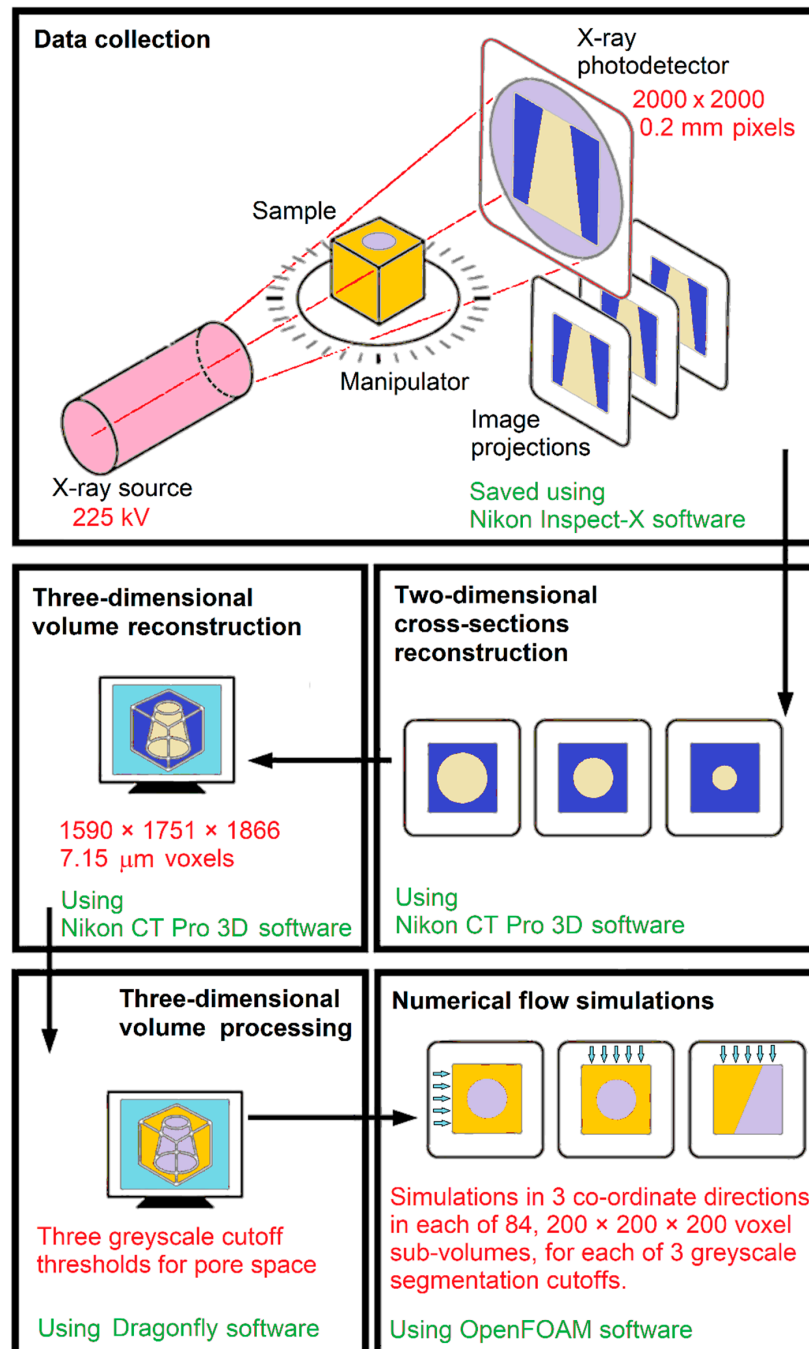 Data collection
X-ray
photodetector
2000 x 2000
0.2 mm pixels
Sample
Manipulator
Image
projections
X-ray source
225 kV
Saved using
Nikon Inspect-X software
Three-dimensional
volume reconstruction
1590 × 1751 × 1866
7.15 μm voxels
Using
Nikon CT Pro 3D software
Two-dimensional
cross-sections
reconstruction
Using
Nikon CT Pro 3D software
Three-dimensional
volume processing
Three greyscale cutoff
thresholds for pore space
Using Dragonfly software
Numerical flow simulations
Simulations in 3 co-ordinate directions
in each of 84, 200 × 200 × 200 voxel
sub-volumes, for each of 3 greyscale
segmentation cutoffs.
Using OpenFOAM software